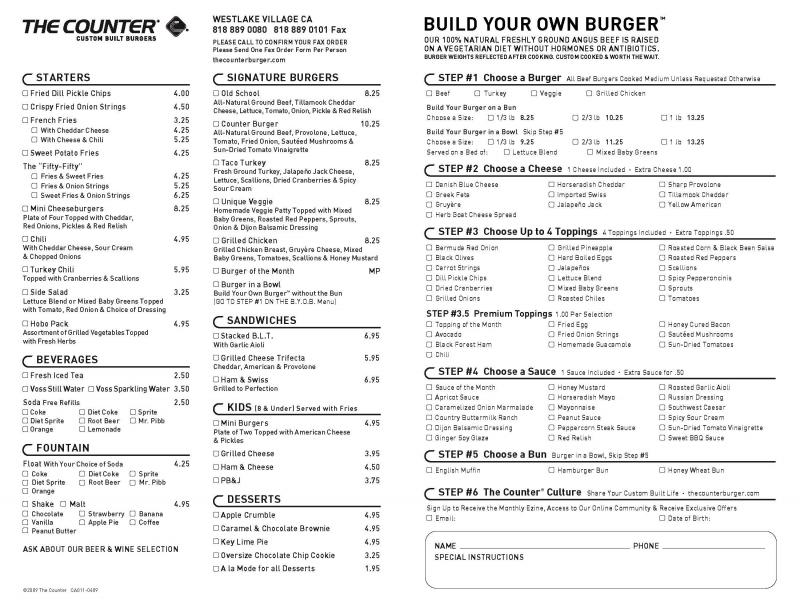 THE COUNTER®
CUSTOM BUILT BURGERS
WESTLAKE VILLAGE CA
818 889 0080 818 889 0101 Fax
PLEASE CALL TO CONFIRM YOUR FAX ORDER
Please Send One Fax Order Form Per Person
thecounterburger.com
STARTERS
Fried Dill Pickle Chips 4.00
Crispy Fried Onion Strings 4.50
French Fries 3.25
With Cheddar Cheese 4.25
With Cheese & Chili 5.25
Sweet Potato Fries 4.25
The "Fifty-Fifty"
Fries & Sweet Fries 4.25
Fries & Onion Strings 5.25
Sweet Fries & Onion Strings 6.25
Mini Cheeseburgers 8.25
Plate of Four Topped with Cheddar,
Red Onions, Pickles & Red Relish
Chili 4.95
With Cheddar Cheese, Sour Cream
& Chopped Onions
Turkey Chili 5.95
Topped with Cranberries & Scallions
Side Salad 3.25
Lettuce Blend or Mixed Baby Greens Topped
with Tomato, Red Onion & Choice of Dressing
Hobo Pack 4.95
Assortment of Grilled Vegetables Topped
with Fresh Herbs
BEVERAGES
Fresh Iced Tea 2.50
Voss Still Water Voss Sparkling Water 3.50
Soda Free Refills 2.50
Coke Diet Coke Sprite
Diet Sprite Root Beer Mr. Pibb
Orange Lemonade
FOUNTAIN
Float With Your Choice of Soda 4.25
Coke Diet Coke Sprite
Diet Sprite Root Beer Mr. Pibb
Orange
Shake Malt 4.95
Chocolate Strawberry Banana
Vanilla Apple Pie Coffee
Peanut Butter
ASK ABOUT OUR BEER & WINE SELECTION
©2009 The Counter CA011-0409
SIGNATURE BURGERS
Old School 8.25
All-Natural Ground Beef, Tillamook Cheddar
Cheese, Lettuce, Tomato, Onion, Pickle & Red Relish
Counter Burger 10.25
All-Natural Ground Beef, Provolone, Lettuce,
Tomato, Fried Onion, Sautéed Mushrooms &
Sun-Dried Tomato Vinaigrette
Taco Turkey 8.25
Fresh Ground Turkey, Jalapeño Jack Cheese,
Lettuce, Scallions, Dried Cranberries & Spicy
Sour Cream
Unique Veggie 8.25
Homemade Veggie Patty Topped with Mixed
Baby Greens, Roasted Red Peppers, Sprouts,
Onion & Dijon Balsamic Dressing
Grilled Chicken 8.25
Grilled Chicken Breast, Gruyère Cheese, Mixed
Baby Greens, Tomatoes, Scallions & Honey Mustard
Burger of the Month MP
Burger in a Bowl
Build Your Own Burger™ without the Bun
(GO TO STEP #1 ON THE B.Y.O.B. Menu)
SANDWICHES
Stacked B.L.T. 6.95
With Garlic Aioli
Grilled Cheese Trifecta 5.95
Cheddar, American & Provolone
Ham & Swiss 6.95
Grilled to Perfection
KIDS (8 & Under) Served with Fries
Mini Burgers 4.95
Plate of Two Topped with American Cheese
& Pickles
Grilled Cheese 3.95
Ham & Cheese 4.50
PB&J 3.75
DESSERTS
Apple Crumble 4.95
Caramel & Chocolate Brownie 4.95
Key Lime Pie 4.95
Oversize Chocolate Chip Cookie 3.25
A la Mode for all Desserts 1.95
BUILD YOUR OWN BURGER™
OUR 100% NATURAL FRESHLY GROUND ANGUS BEEF IS RAISED
ON A VEGETARIAN DIET WITHOUT HORMONES OR ANTIBIOTICS.
BURGER WEIGHTS REFLECTED AFTER COOKING. CUSTOM COOKED & WORTH THE WAIT.
STEP #1 Choose a Burger All Beef Burgers Cooked Medium Unless Requested Otherwise
Beef Turkey Veggie Grilled Chicken
Build Your Burger on a Bun
Choose a Size: 1/3 lb 8.25 2/3 lb 10.25 1 lb 13.25
Build Your Burger in a Bowl Skip Step #5
Choose a Size: 1/3 lb 9.25 2/3 lb 11.25 1 lb 13.25
Served on a Bed of: Lettuce Blend Mixed Baby Greens
STEP #2 Choose a Cheese 1 Cheese Included • Extra Cheese 1.00
Danish Blue Cheese Horseradish Cheddar Sharp Provolone
Greek Feta Imported Swiss Tillamook Cheddar
Gruyère Jalapeño Jack Yellow American
Herb Goat Cheese Spread
STEP #3 Choose Up to 4 Toppings 4 Toppings Included • Extra Toppings .50
Bermuda Red Onion Grilled Pineapple Roasted Corn & Black Bean Salsa
Black Olives Hard Boiled Eggs Roasted Red Peppers
Carrot Strings Jalapeños Scallions
Dill Pickle Chips Lettuce Blend Spicy Pepperoncinis
Dried Cranberries Mixed Baby Greens Sprouts
Grilled Onions Roasted Chiles Tomatoes
STEP #3.5 Premium Toppings 1.00 Per Selection
Topping of the Month Fried Egg Honey Cured Bacon
Avocado Fried Onion Strings Sautéed Mushrooms
Black Forest Ham Homemade Guacamole Sun-Dried Tomatoes
Chili
STEP #4 Choose a Sauce 1 Sauce Included • Extra Sauce for .50
Sauce of the Month Honey Mustard Roasted Garlic Aioli
Apricot Sauce Horseradish Mayo Russian Dressing
Caramelized Onion Marmalade Mayonnaise Southwest Caesar
Country Buttermilk Ranch Peanut Sauce Spicy Sour Cream
Dijon Balsamic Dressing Peppercorn Steak Sauce Sun-Dried Tomato Vinaigrette
Ginger Soy Glaze Red Relish Sweet BBQ Sauce
STEP #5 Choose a Bun Burger in a Bowl, Skip Step #5
English Muffin Hamburger Bun Honey Wheat Bun
STEP #6 The Counter® Culture Share Your Custom Built Life • thecounterburger.com
Sign Up to Receive the Monthly Ezine, Access to Our Online Community & Receive Exclusive Offers
Email: Date of Birth:
NAME PHONE
SPECIAL INSTRUCTIONS